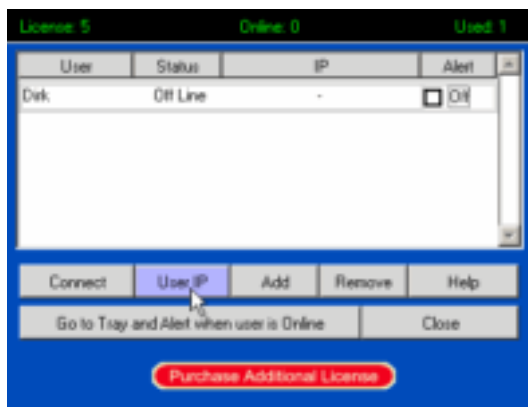 License: 5 Online: 0 Used: 1
User Status IP Alert
Dirk Off Line - Off
Connect User IP Add Remove Help
Go to Tray and Alert when user is Online Close
Purchase Additional License